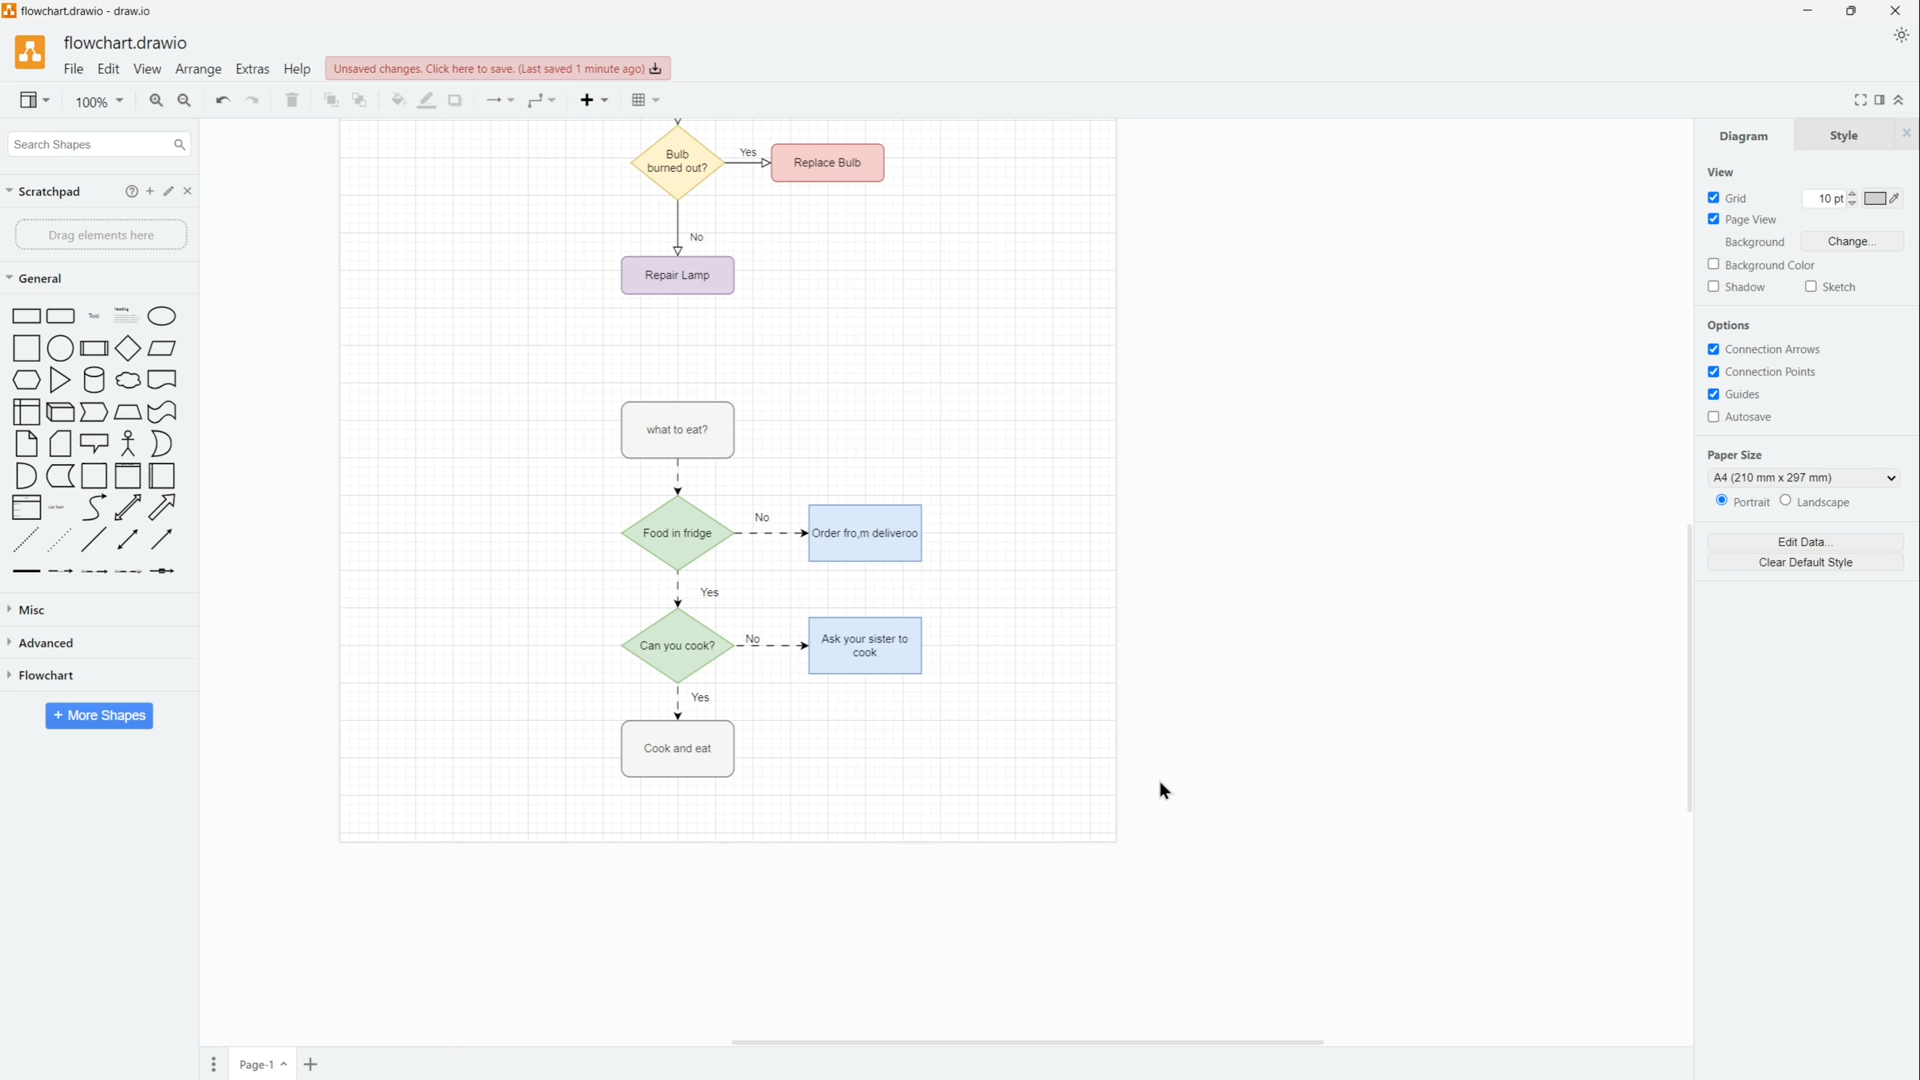 flowchart.drawio - draw.io
flowchart.drawio
File Edit View Arrange Extras Help Unsaved changes. Click here to save. (Last saved 1 minute ago)
100%
Search Shapes
Scratchpad
Drag elements here
General
Text
Heading
List Item
Misc
Advanced
Flowchart
+ More Shapes
Bulb
burned out?
Yes
Replace Bulb
No
Repair Lamp
what to eat?
Food in fridge
No
Order fro,m deliveroo
Yes
Can you cook?
No
Ask your sister to
cook
Yes
Cook and eat
Page-1
Diagram Style
View
Grid 10 pt
Page View
Background Change...
Background Color
Shadow Sketch
Options
Connection Arrows
Connection Points
Guides
Autosave
Paper Size
A4 (210 mm x 297 mm)
Portrait Landscape
Edit Data...
Clear Default Style